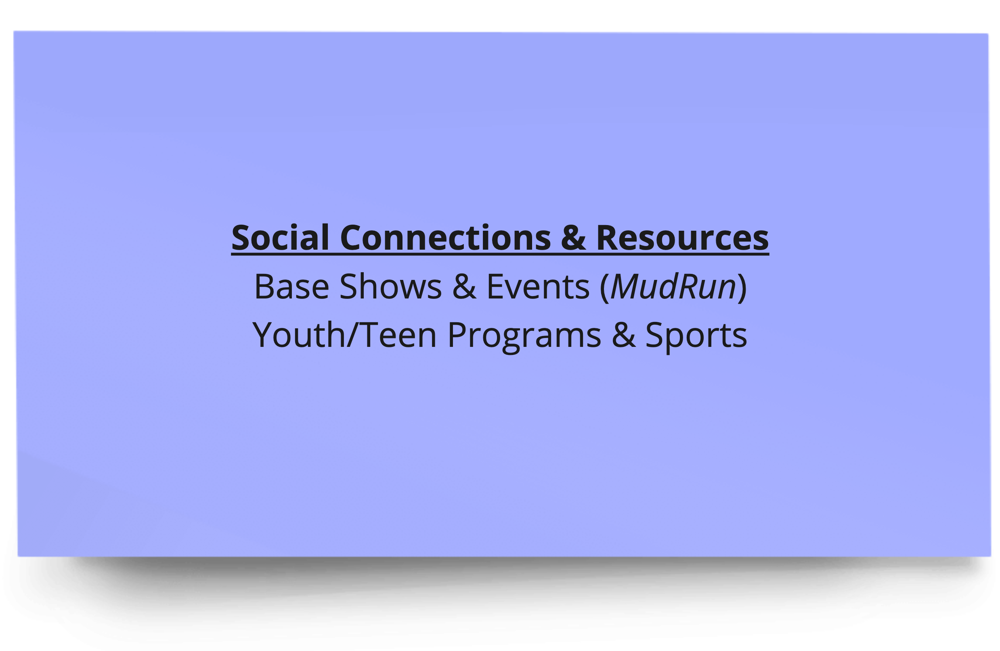 Social Connections & Resources
Base Shows & Events (MudRun)
Youth/Teen Programs & Sports